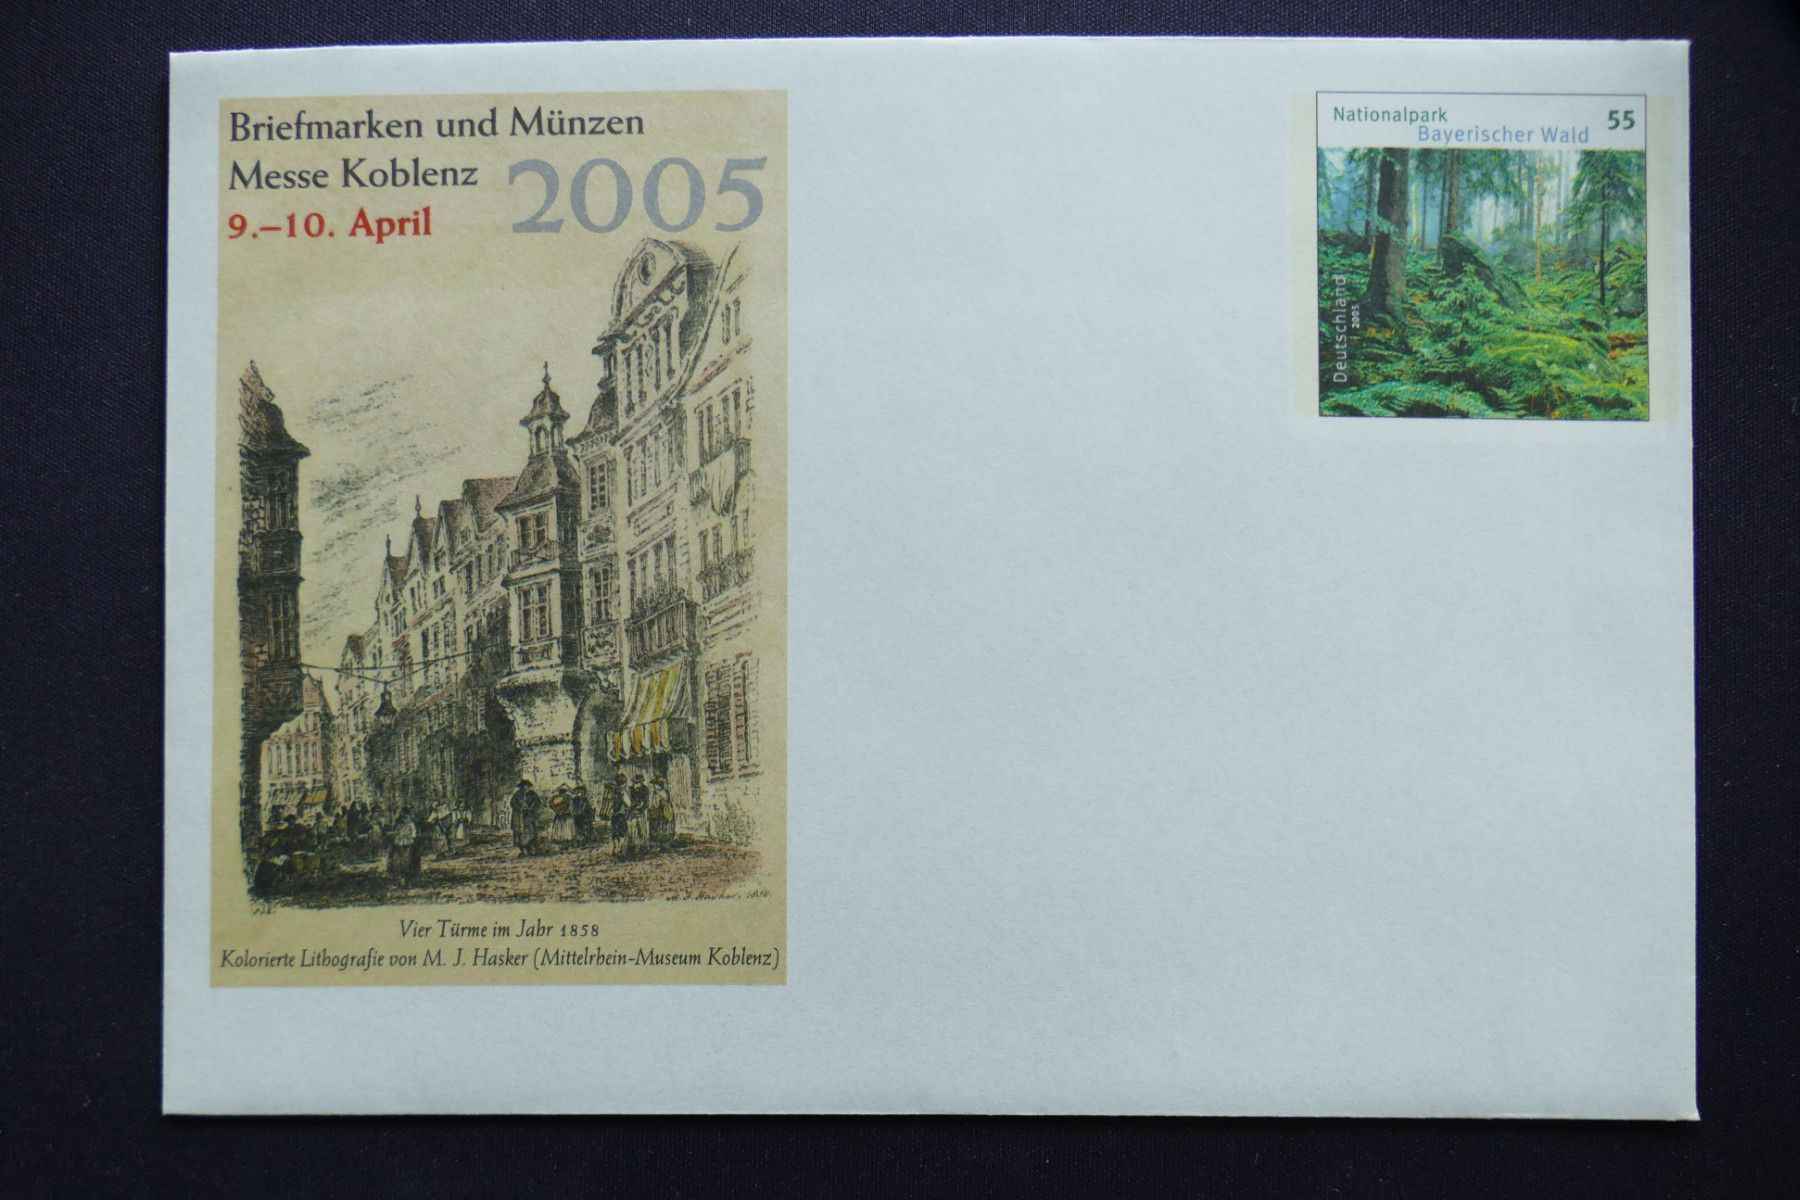 Briefmarken und Münzen
Messe Koblenz 2005
9.–10. April
Vier Türme im Jahr 1858
Kolorierte Lithografie von M. J. Hasker (Mittelrhein-Museum Koblenz)
Nationalpark 55
Bayerischer Wald
Deutschland
2005